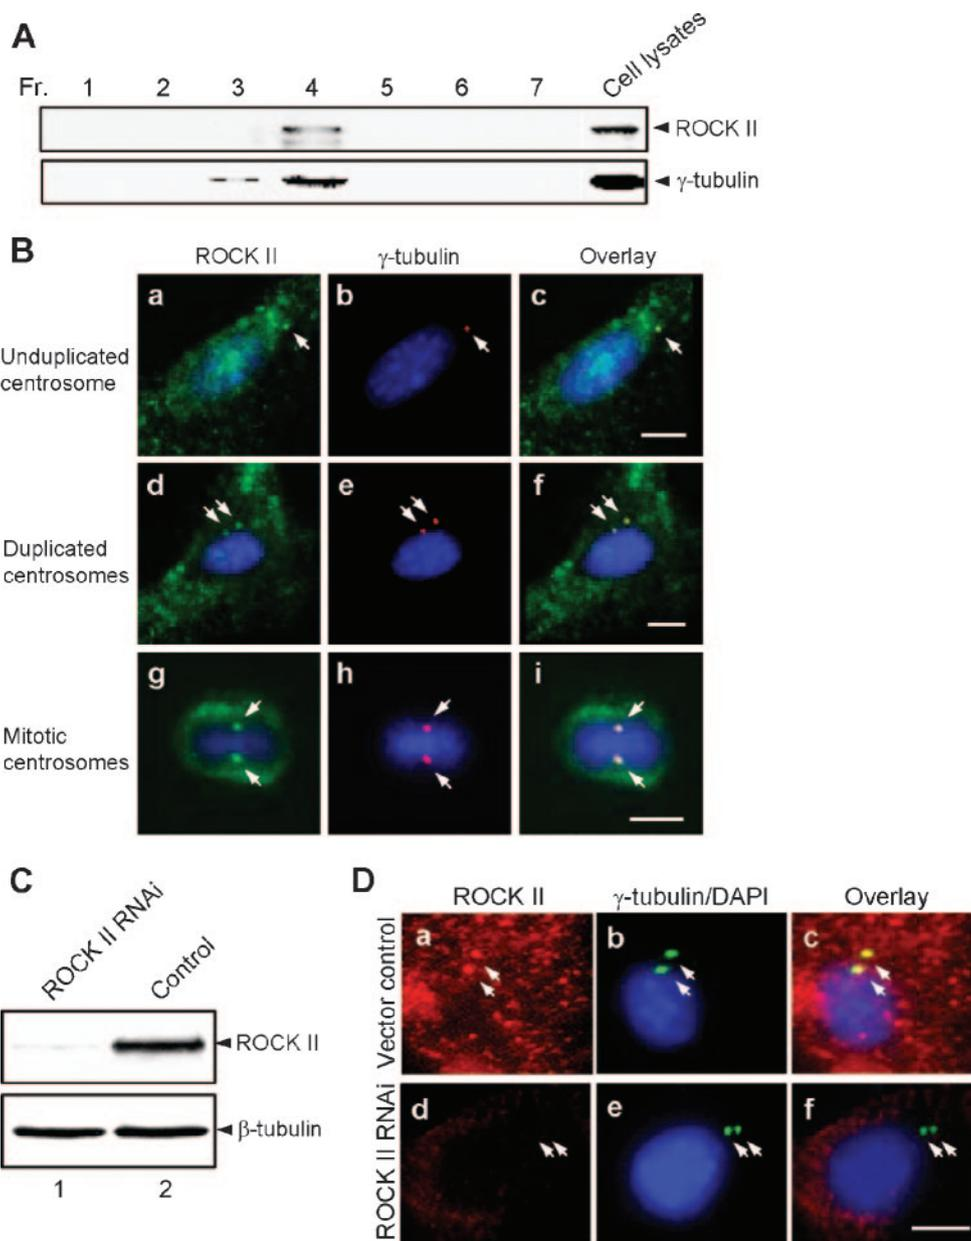 A
Fr. 1 2 3 4 5 6 7 Cell lysates
ROCK II
γ-tubulin
B
ROCK II γ-tubulin Overlay
a b c
Unduplicated
centrosome
d e f
Duplicated
centrosomes
g h i
Mitotic
centrosomes
C
ROCK II RNAi Control
ROCK II
β-tubulin
1 2
D
ROCK II γ-tubulin/DAPI Overlay
Vector control
a b c
ROCK II RNAi
d e f